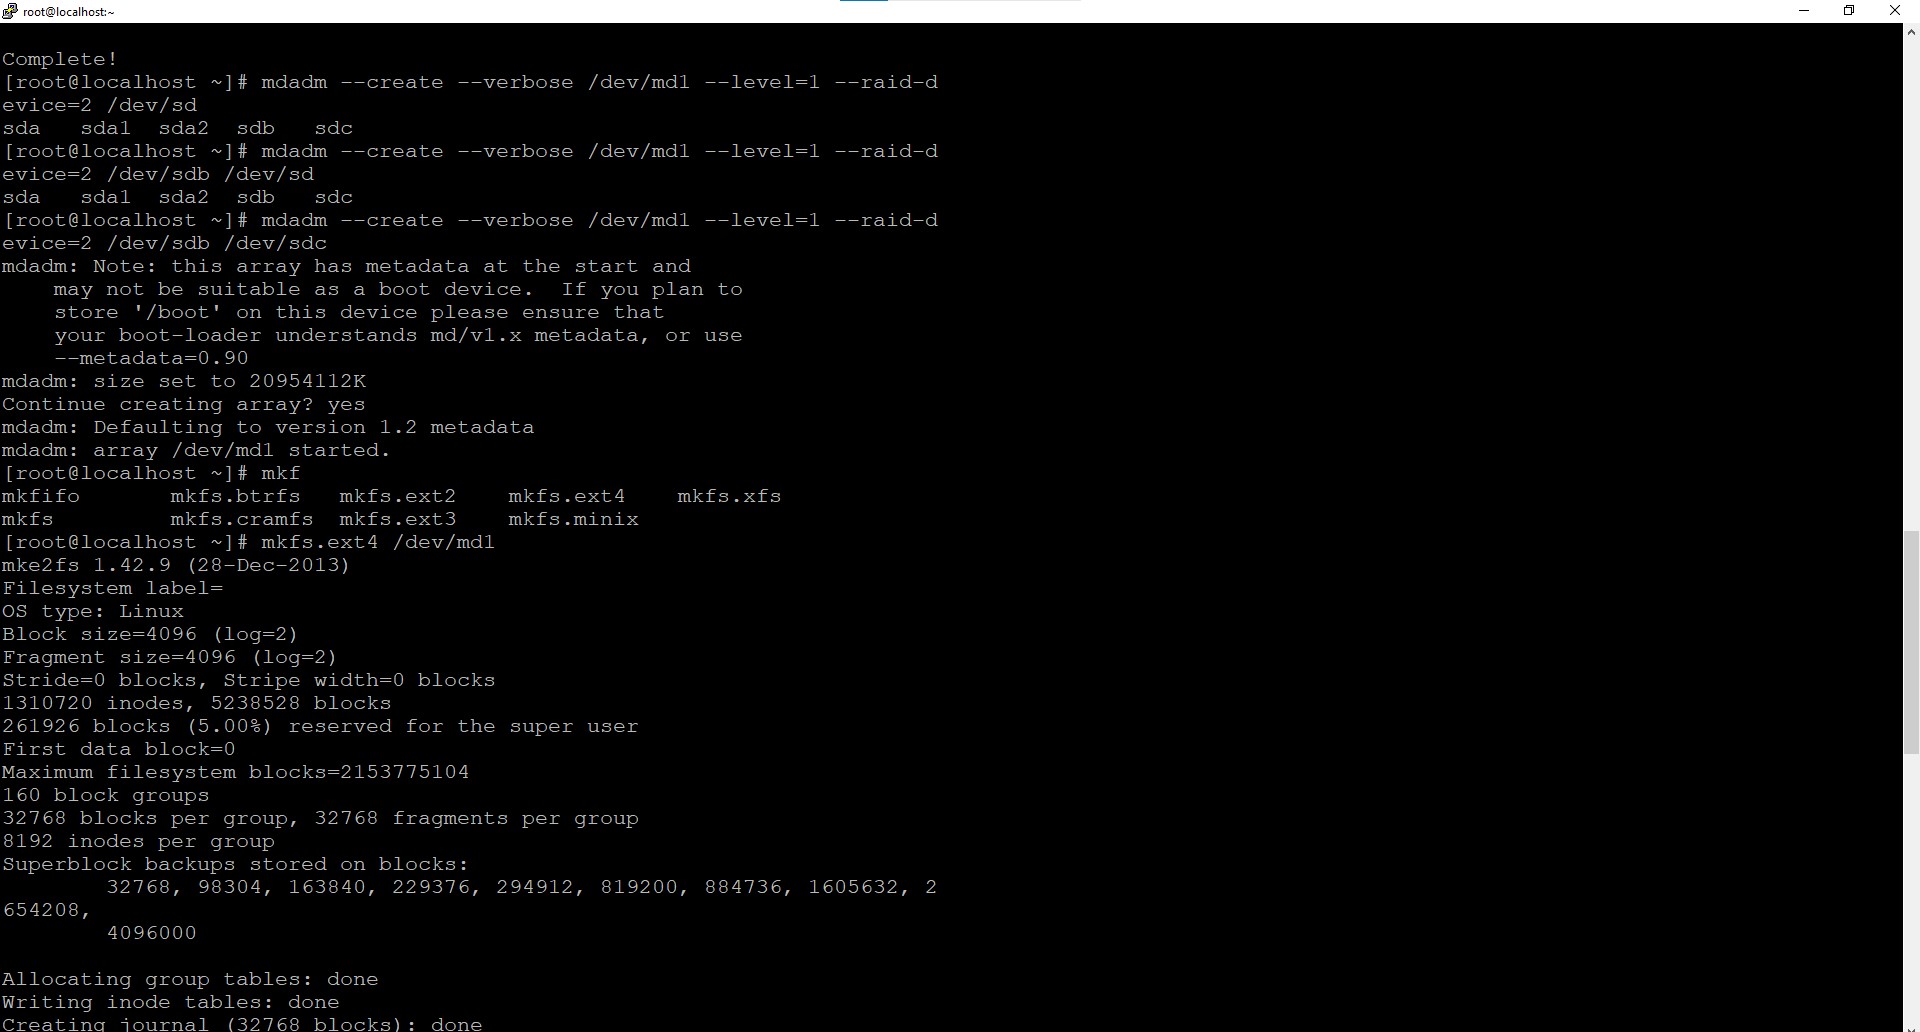 root@localhost:~
Complete!
[root@localhost ~]# mdadm --create --verbose /dev/md1 --level=1 --raid-d
evice=2 /dev/sd
sda   sda1  sda2  sdb   sdc
[root@localhost ~]# mdadm --create --verbose /dev/md1 --level=1 --raid-d
evice=2 /dev/sdb /dev/sd
sda   sda1  sda2  sdb   sdc
[root@localhost ~]# mdadm --create --verbose /dev/md1 --level=1 --raid-d
evice=2 /dev/sdb /dev/sdc
mdadm: Note: this array has metadata at the start and
    may not be suitable as a boot device.  If you plan to
    store '/boot' on this device please ensure that
    your boot-loader understands md/v1.x metadata, or use
    --metadata=0.90
mdadm: size set to 20954112K
Continue creating array? yes
mdadm: Defaulting to version 1.2 metadata
mdadm: array /dev/md1 started.
[root@localhost ~]# mkf
mkfifo       mkfs.btrfs   mkfs.ext2    mkfs.ext4    mkfs.xfs
mkfs         mkfs.cramfs  mkfs.ext3    mkfs.minix
[root@localhost ~]# mkfs.ext4 /dev/md1
mke2fs 1.42.9 (28-Dec-2013)
Filesystem label=
OS type: Linux
Block size=4096 (log=2)
Fragment size=4096 (log=2)
Stride=0 blocks, Stripe width=0 blocks
1310720 inodes, 5238528 blocks
261926 blocks (5.00%) reserved for the super user
First data block=0
Maximum filesystem blocks=2153775104
160 block groups
32768 blocks per group, 32768 fragments per group
8192 inodes per group
Superblock backups stored on blocks:
        32768, 98304, 163840, 229376, 294912, 819200, 884736, 1605632, 2
654208,
        4096000
Allocating group tables: done
Writing inode tables: done
Creating journal (32768 blocks): done